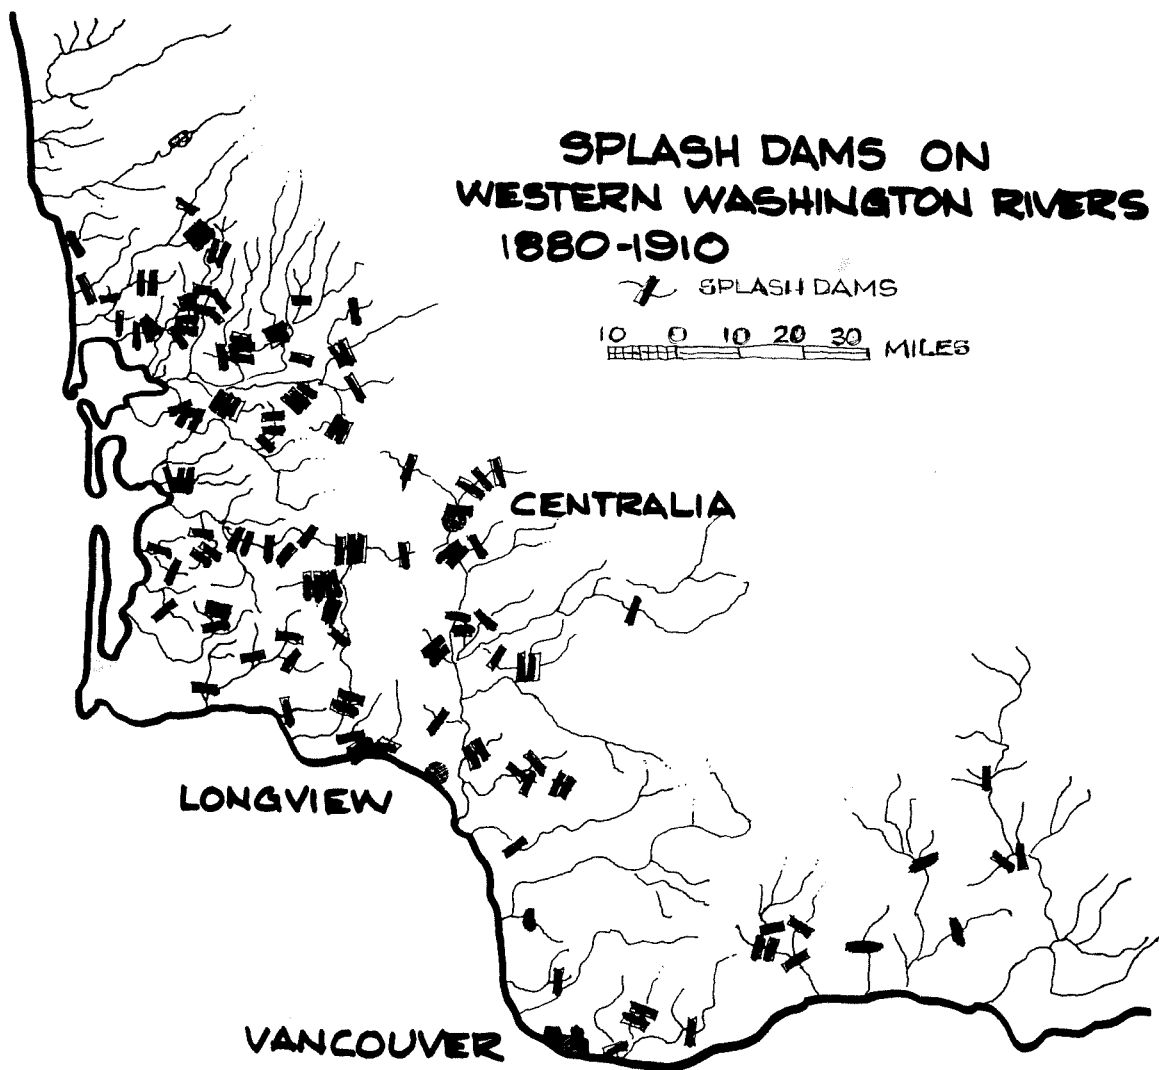 SPLASH DAMS ON
WESTERN WASHINGTON RIVERS
1880-1910
SPLASH DAMS
10 0 10 20 30 MILES
CENTRALIA
LONGVIEW
VANCOUVER